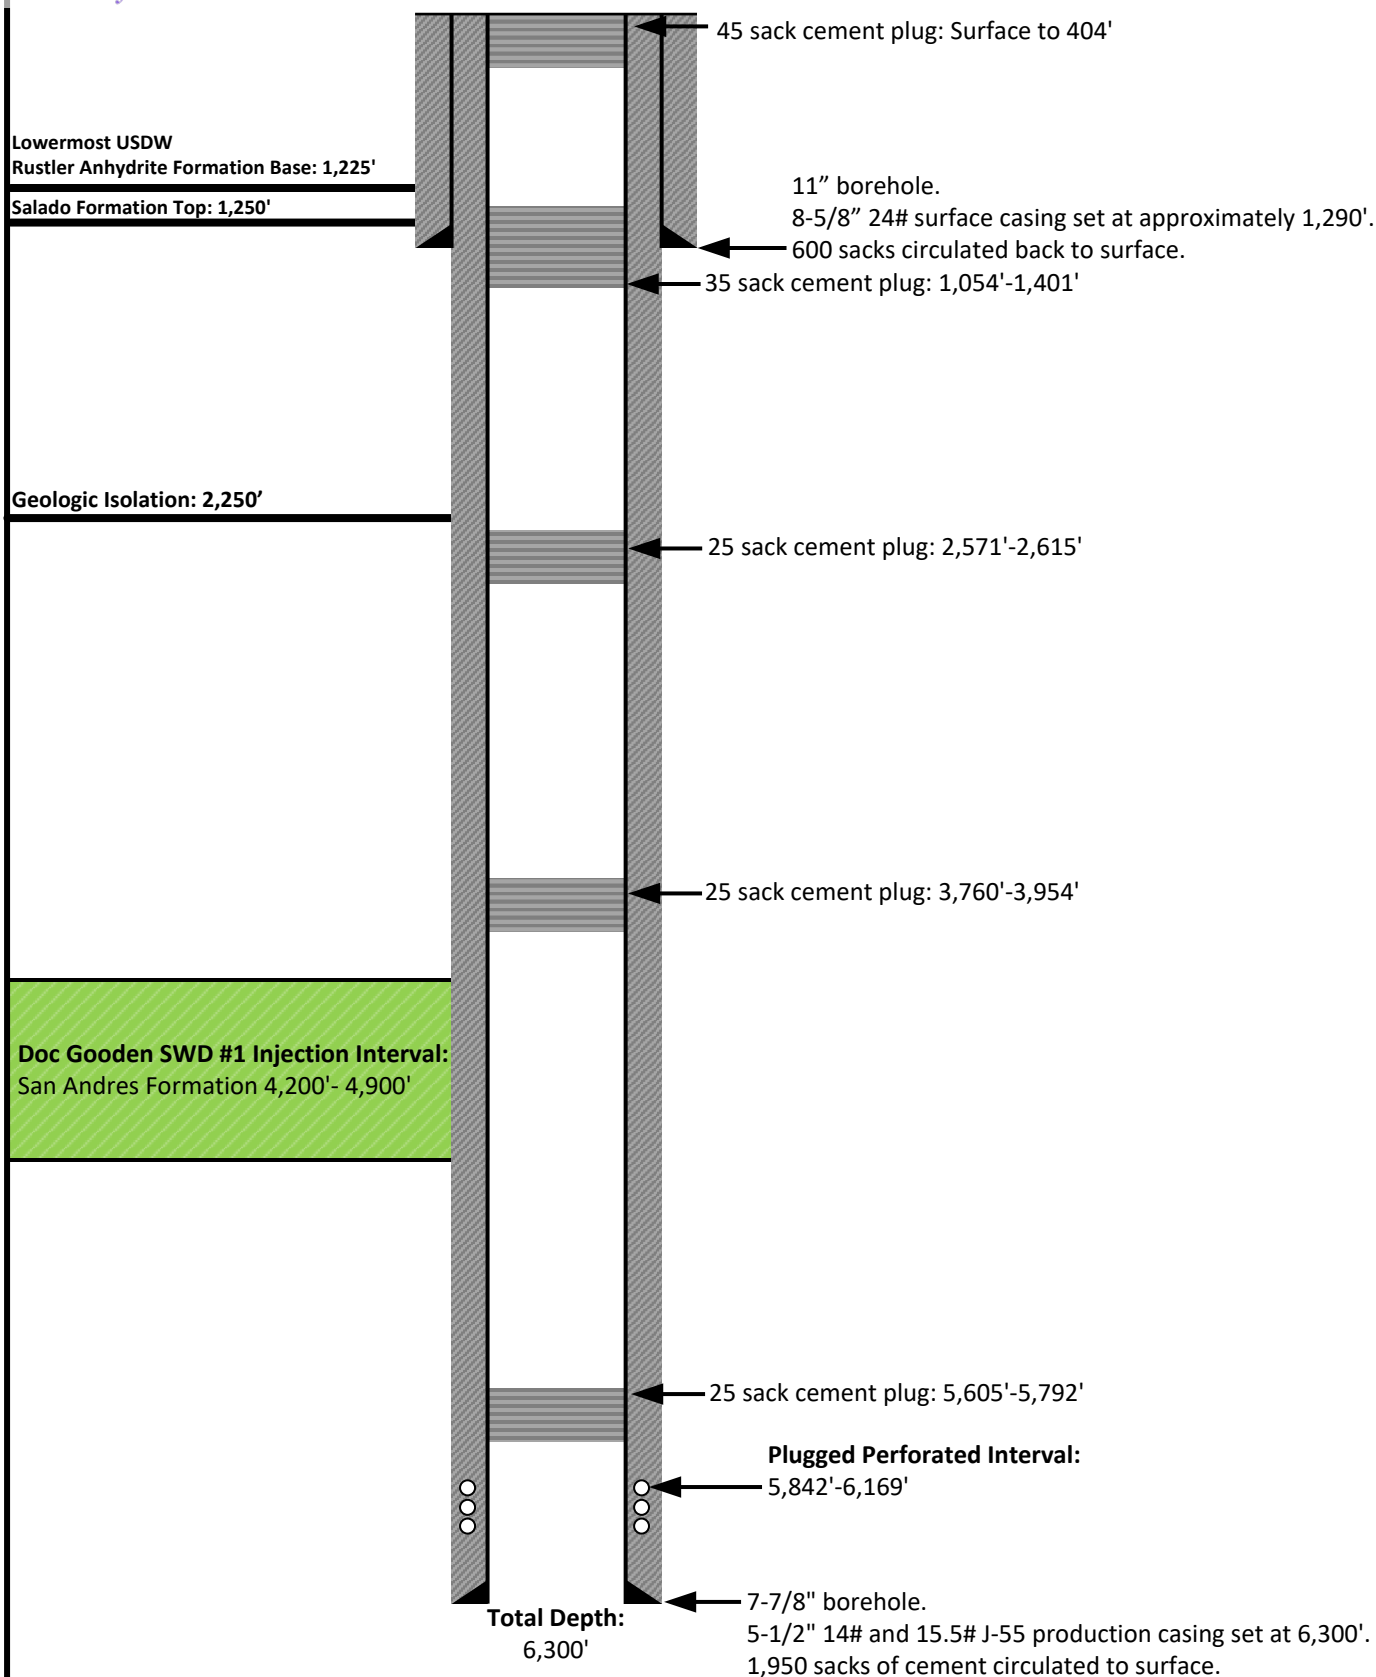 45 sack cement plug: Surface to 404'
Lowermost USDW
Rustler Anhydrite Formation Base: 1,225'
Salado Formation Top: 1,250'
11” borehole.
8-5/8” 24# surface casing set at approximately 1,290'.
600 sacks circulated back to surface.
35 sack cement plug: 1,054'-1,401'
Geologic Isolation: 2,250’
25 sack cement plug: 2,571'-2,615'
25 sack cement plug: 3,760'-3,954'
Doc Gooden SWD #1 Injection Interval:
San Andres Formation 4,200'- 4,900'
25 sack cement plug: 5,605'-5,792'
Plugged Perforated Interval:
5,842'-6,169'
Total Depth:
6,300'
7-7/8" borehole.
5-1/2" 14# and 15.5# J-55 production casing set at 6,300'.
1,950 sacks of cement circulated to surface.